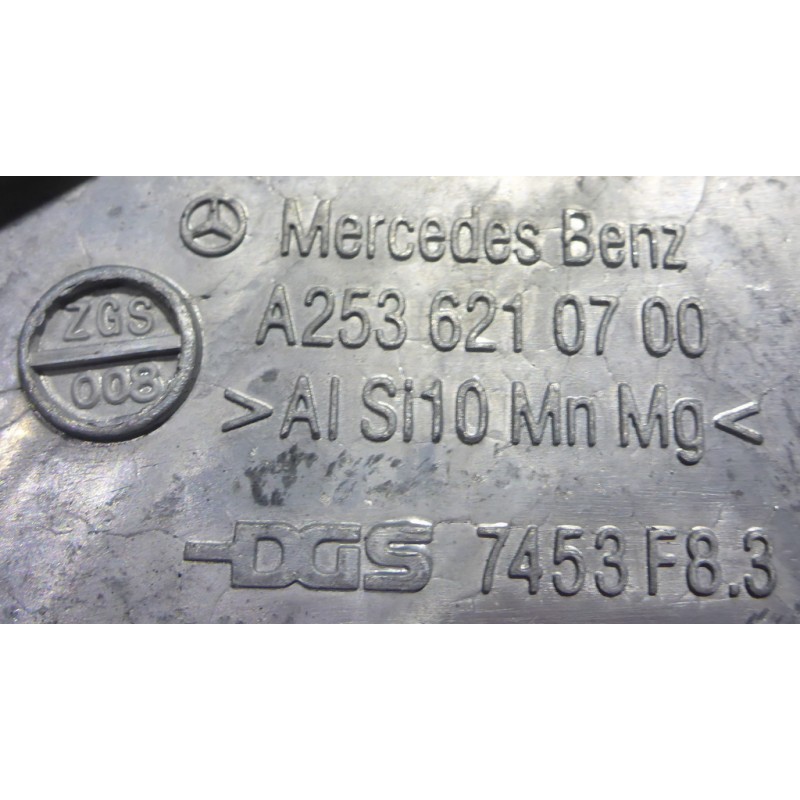 Mercedes Benz
A253 621 07 00
>Al Si10 Mn Mg<
ZGS
008
DGS 7453 F8.3